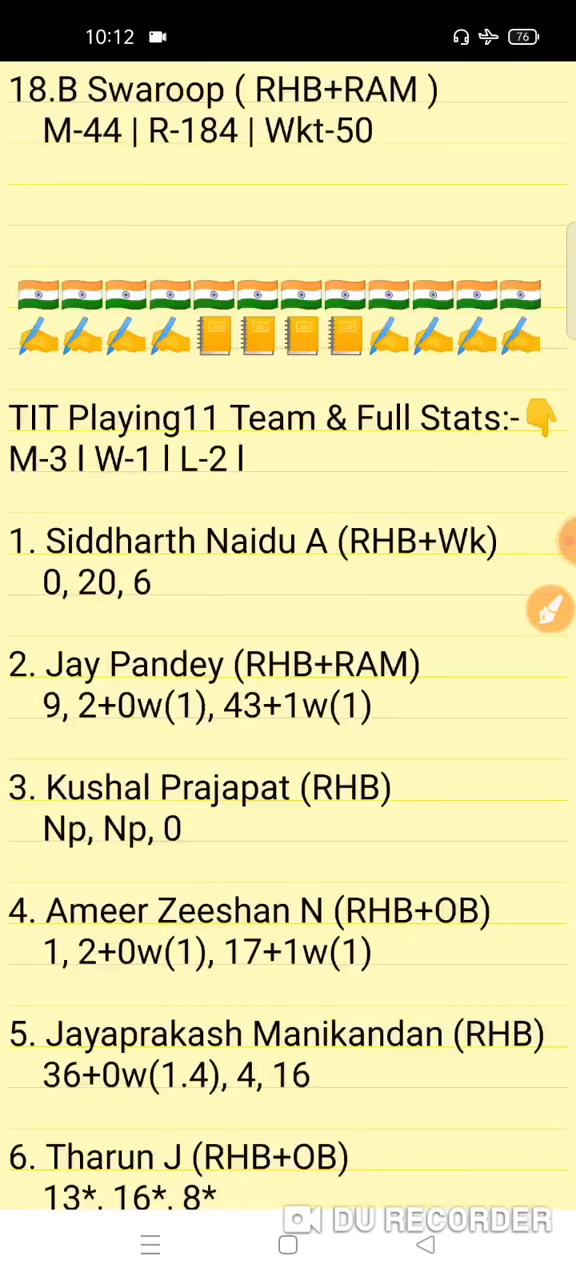 10:12
76
18.B Swaroop ( RHB+RAM )
M-44 | R-184 | Wkt-50
TIT Playing11 Team & Full Stats:-👇
M-3 l W-1 l L-2 l
1. Siddharth Naidu A (RHB+Wk)
0, 20, 6
2. Jay Pandey (RHB+RAM)
9, 2+0w(1), 43+1w(1)
3. Kushal Prajapat (RHB)
Np, Np, 0
4. Ameer Zeeshan N (RHB+OB)
1, 2+0w(1), 17+1w(1)
5. Jayaprakash Manikandan (RHB)
36+0w(1.4), 4, 16
6. Tharun J (RHB+OB)
13*, 16*, 8*
DU RECORDER